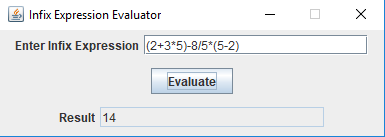 Infix Expression Evaluator
Enter Infix Expression (2+3*5)-8/5*(5-2)
Evaluate
Result 14